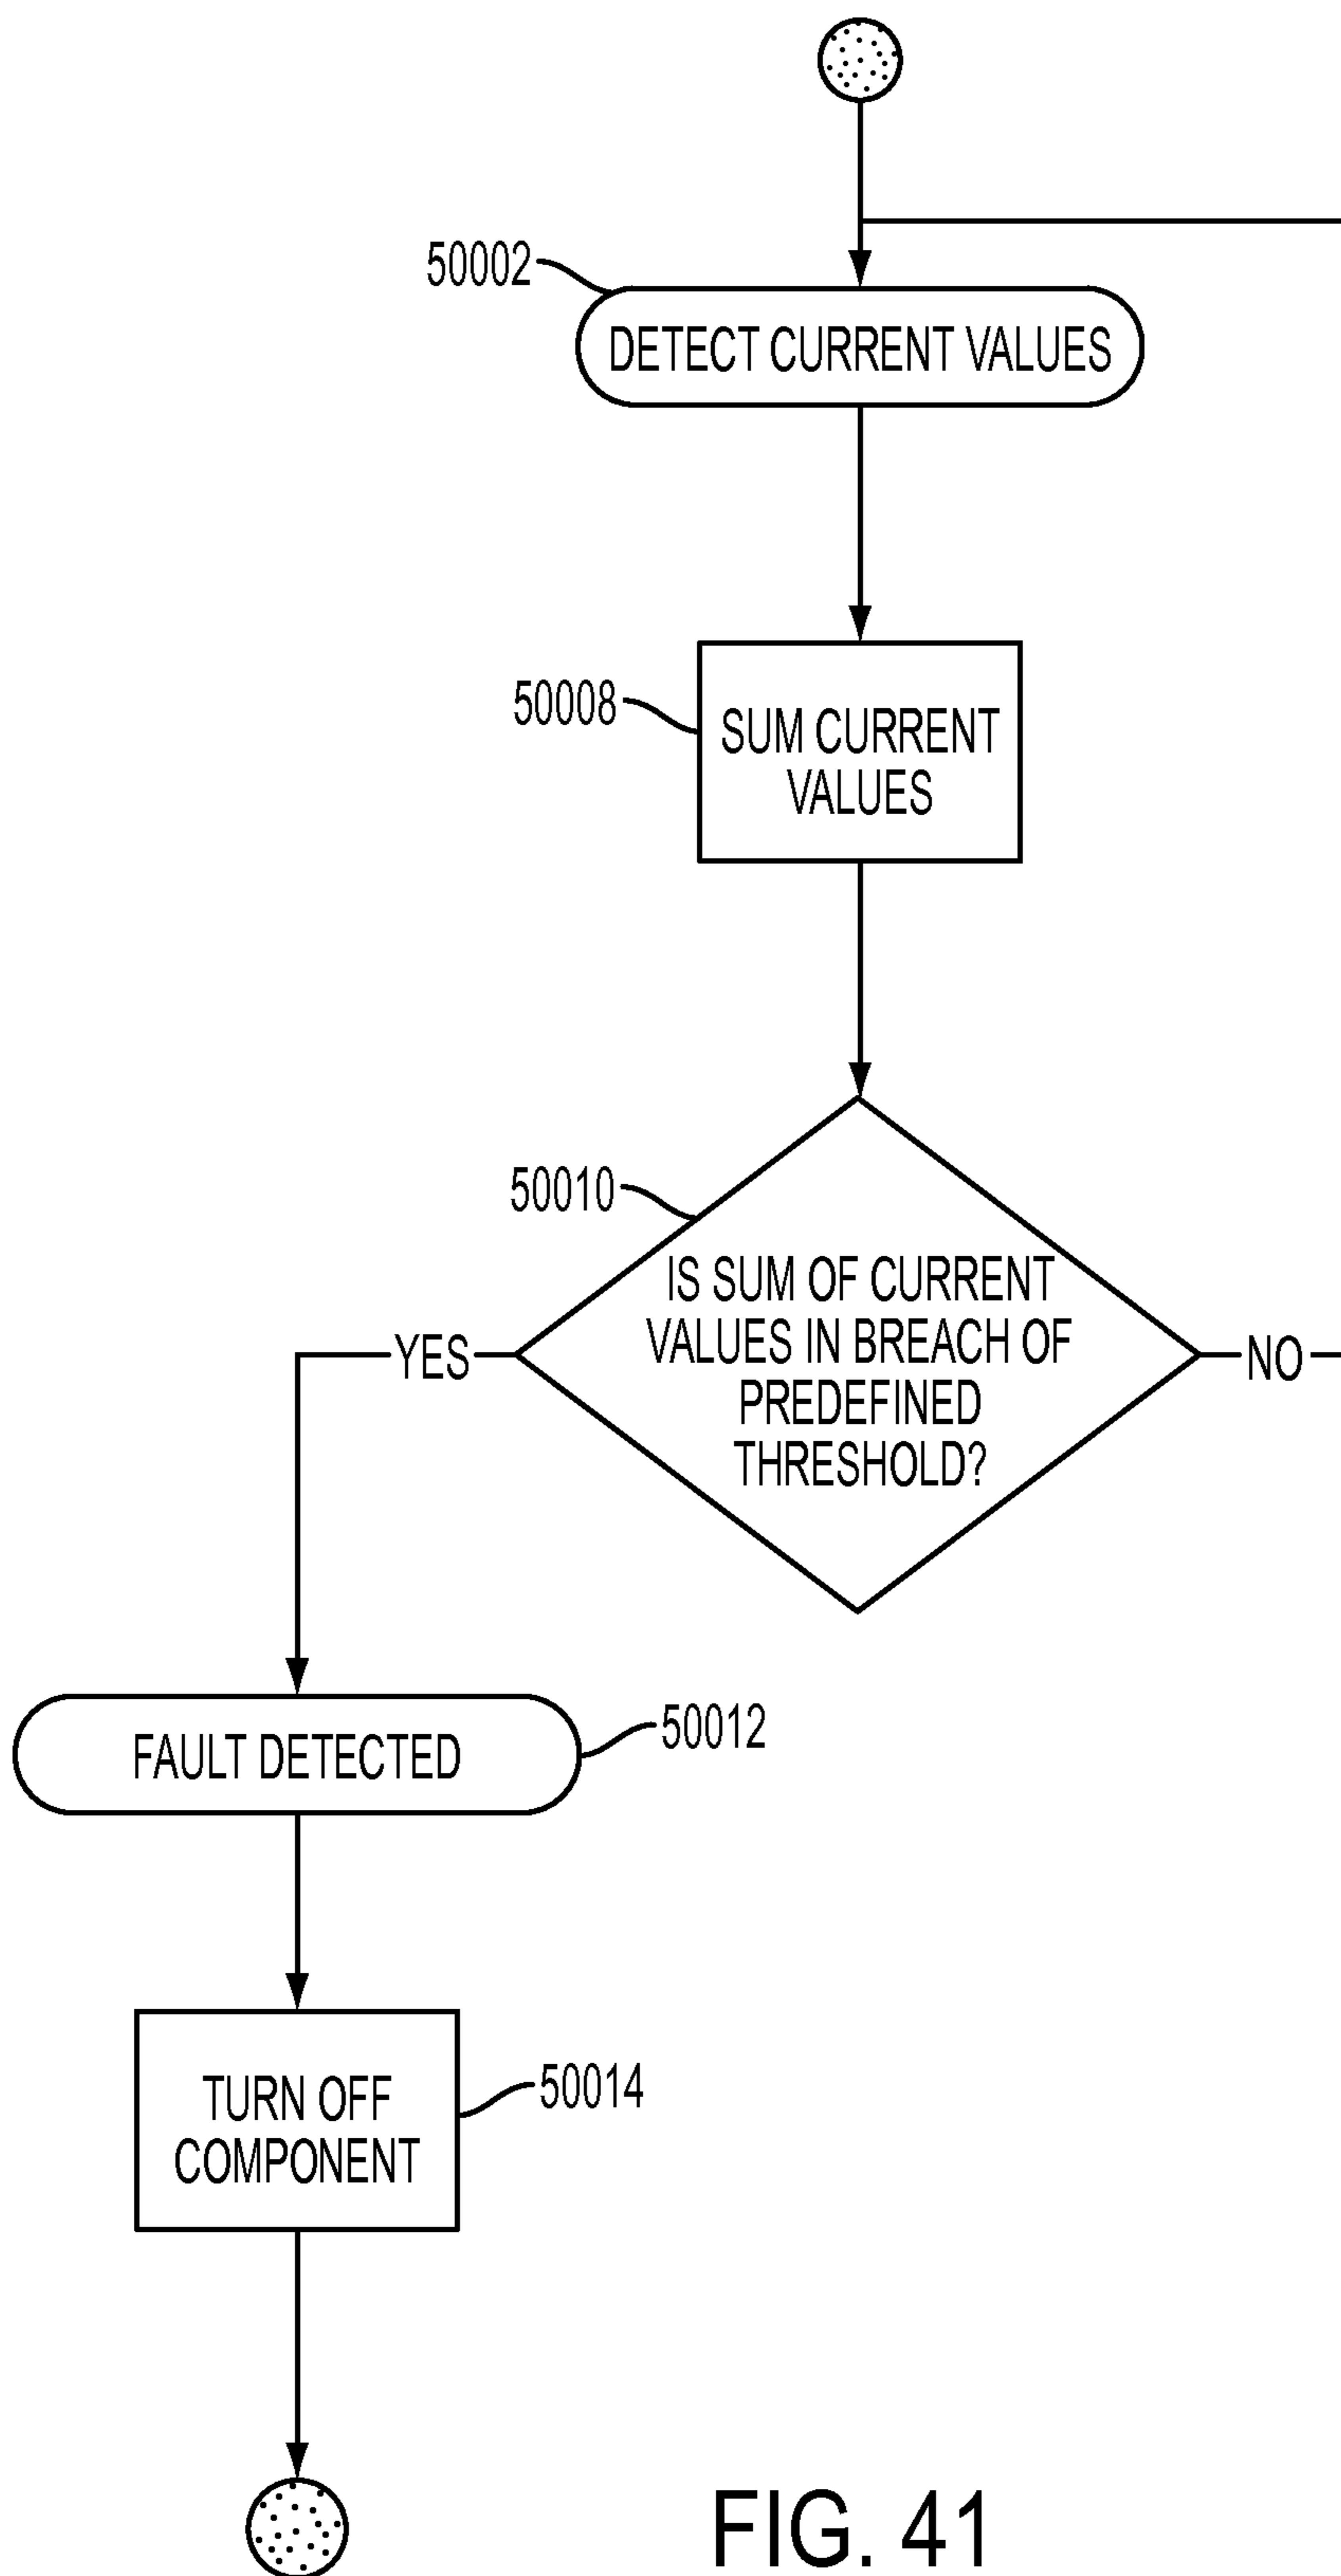 50002
DETECT CURRENT VALUES
50008
SUM CURRENT
VALUES
50010
IS SUM OF CURRENT
VALUES IN BREACH OF
PREDEFINED
THRESHOLD?
YES
NO
FAULT DETECTED
50012
TURN OFF
COMPONENT
50014
FIG. 41